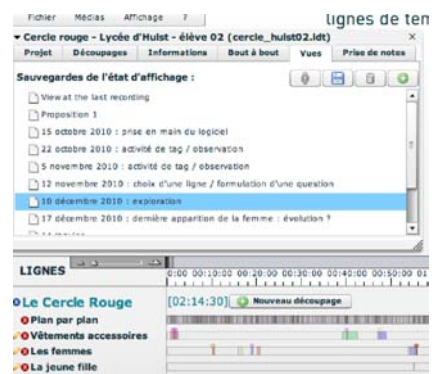 Fichier Médias Affichage ?
lignes de tem
Cercle rouge - Lycée d'Hulst - élève 02 (cercle_hulst02.ldt)
Projet Découpages Informations Bout à bout Vues Prise de notes
Sauvegardes de l'état d'affichage :
View at the last recording
Proposition 1
15 octobre 2010 : prise en main du logiciel
22 octobre 2010 : activité de tag / observation
5 novembre 2010 : activité de tag / observation
12 novembre 2010 : choix d'une ligne / formulation d'une question
10 décembre 2010 : exploration
17 décembre 2010 : dernière apparition de la femme : évolution ?
LIGNES
0:00 00:10:00 00:20:00 00:30:00 00:40:00 00:50:00 01
Le Cercle Rouge [02:14:30] Nouveau découpage
Plan par plan
Vêtements accessoires
Les femmes
La jeune fille